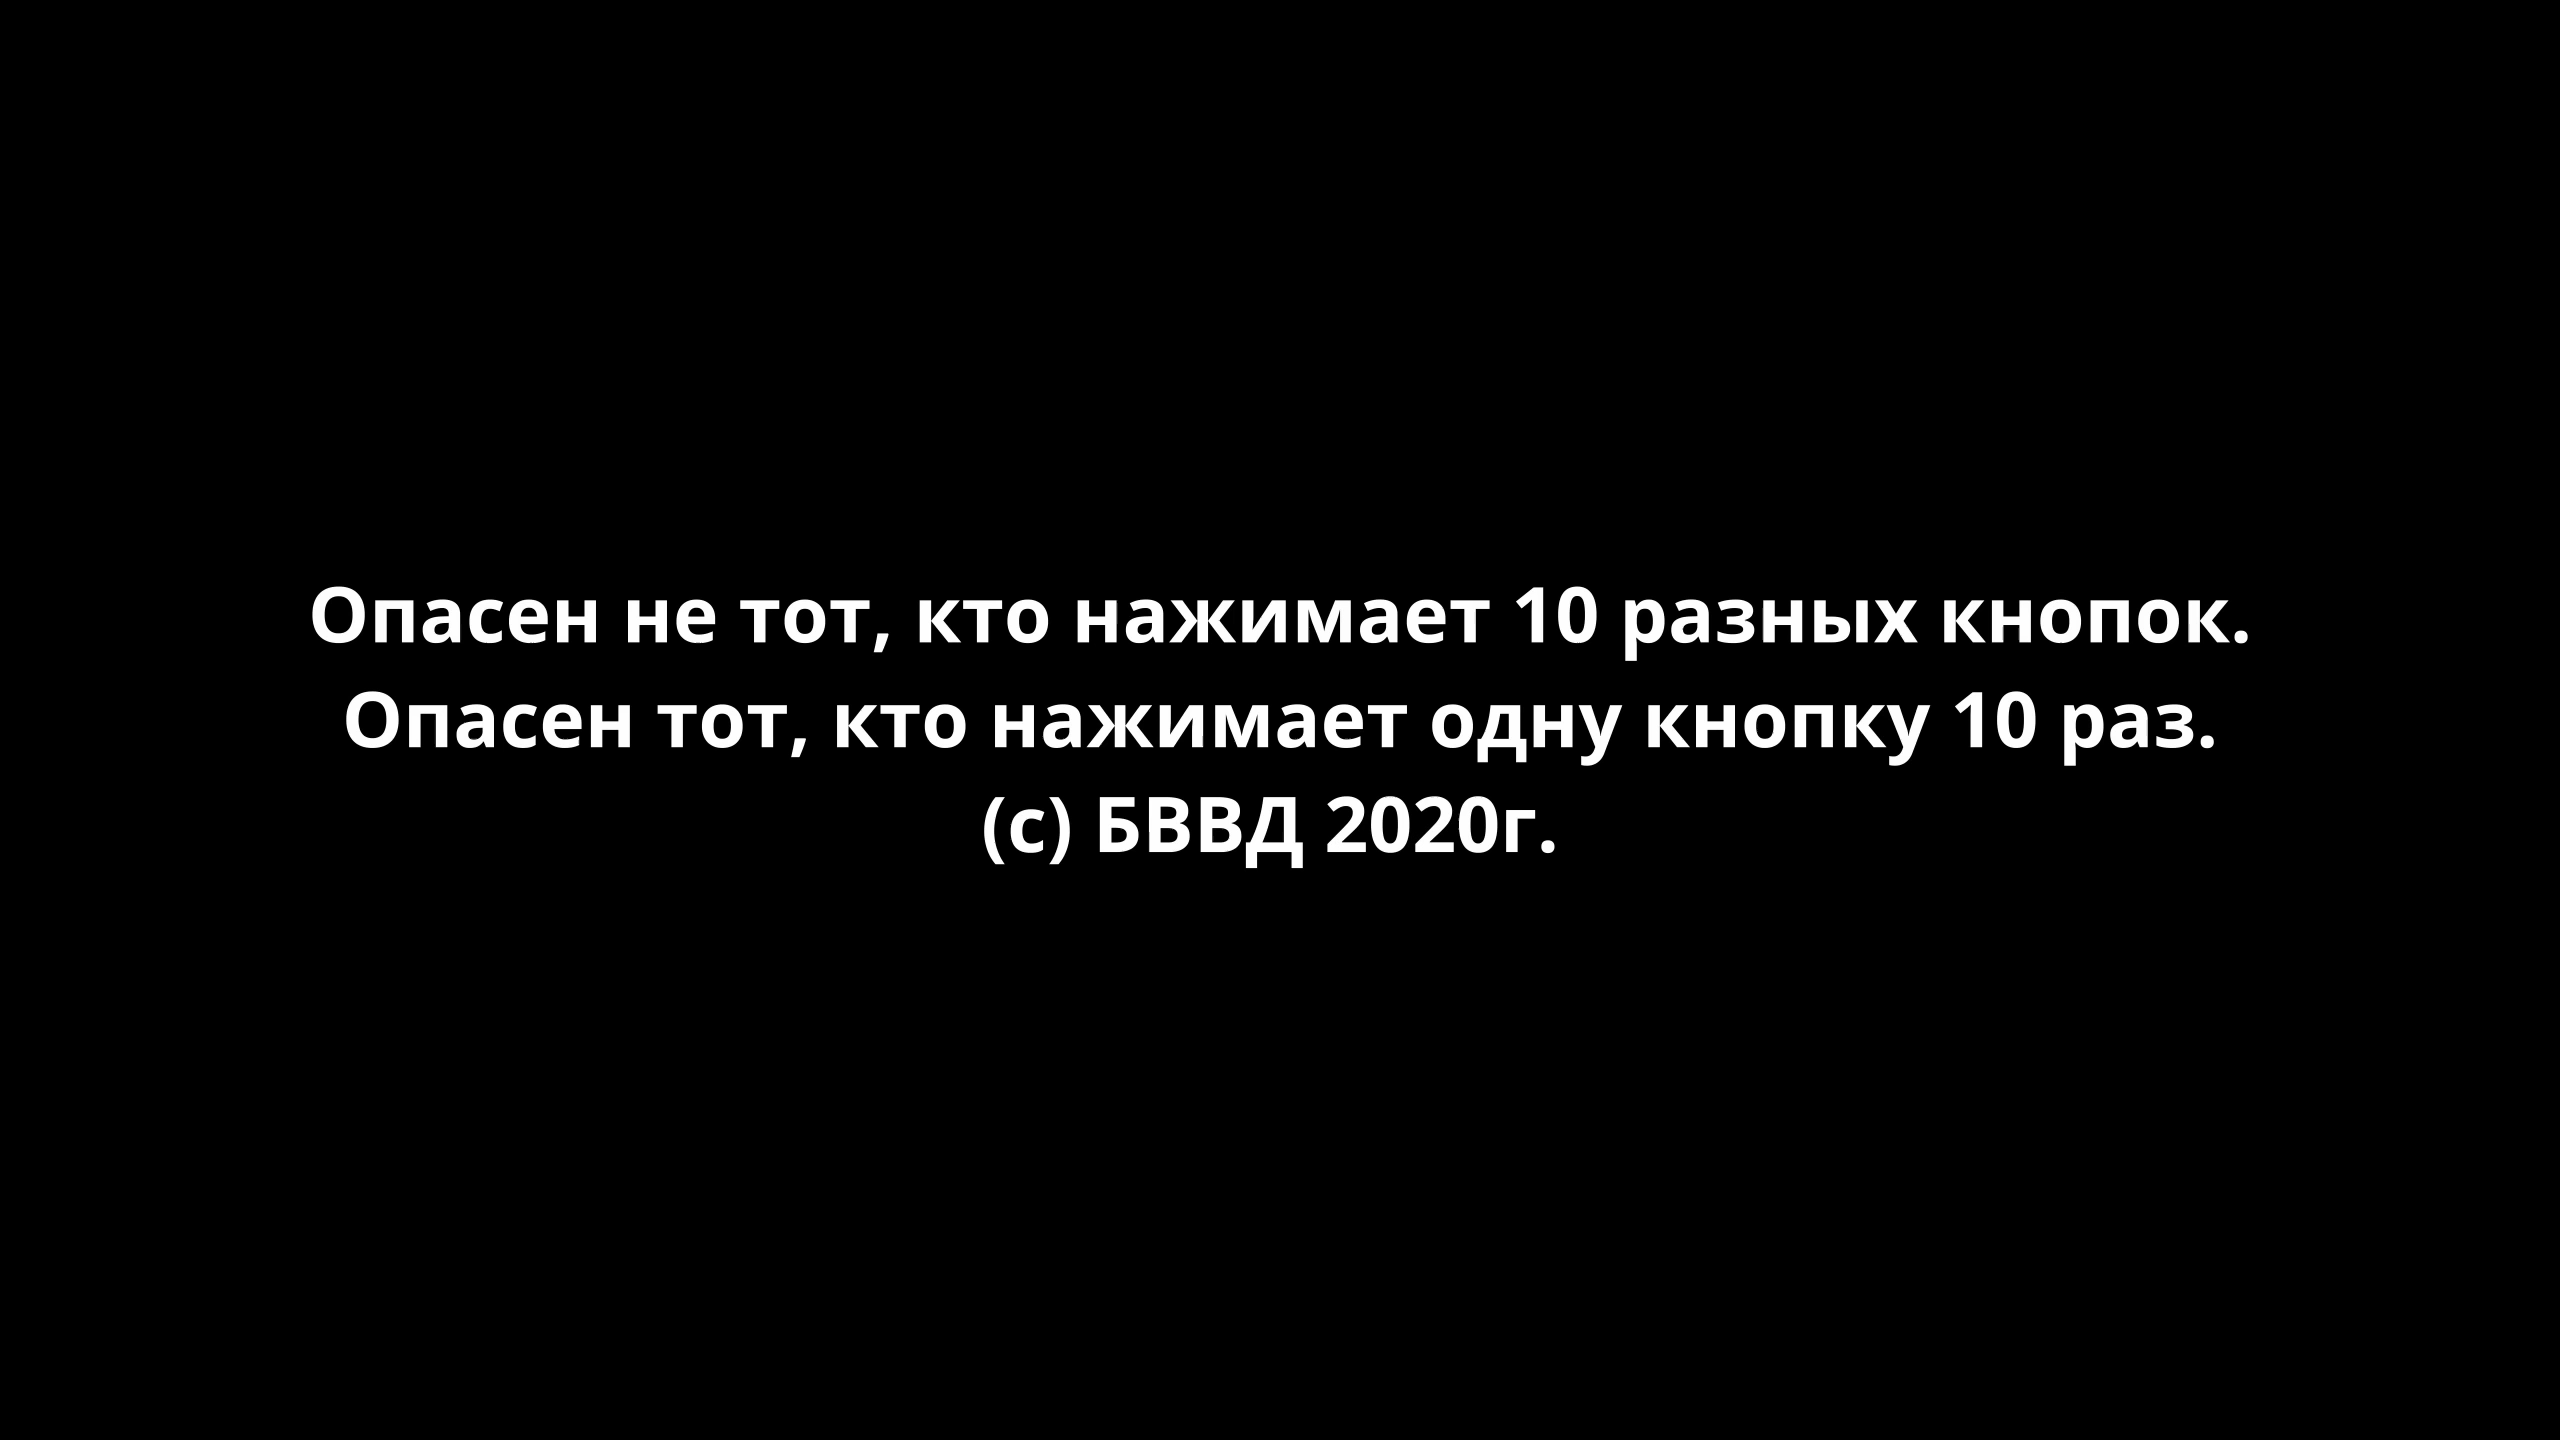 Опасен не тот, кто нажимает 10 разных кнопок.
Опасен тот, кто нажимает одну кнопку 10 раз.
(с) БВВД 2020г.